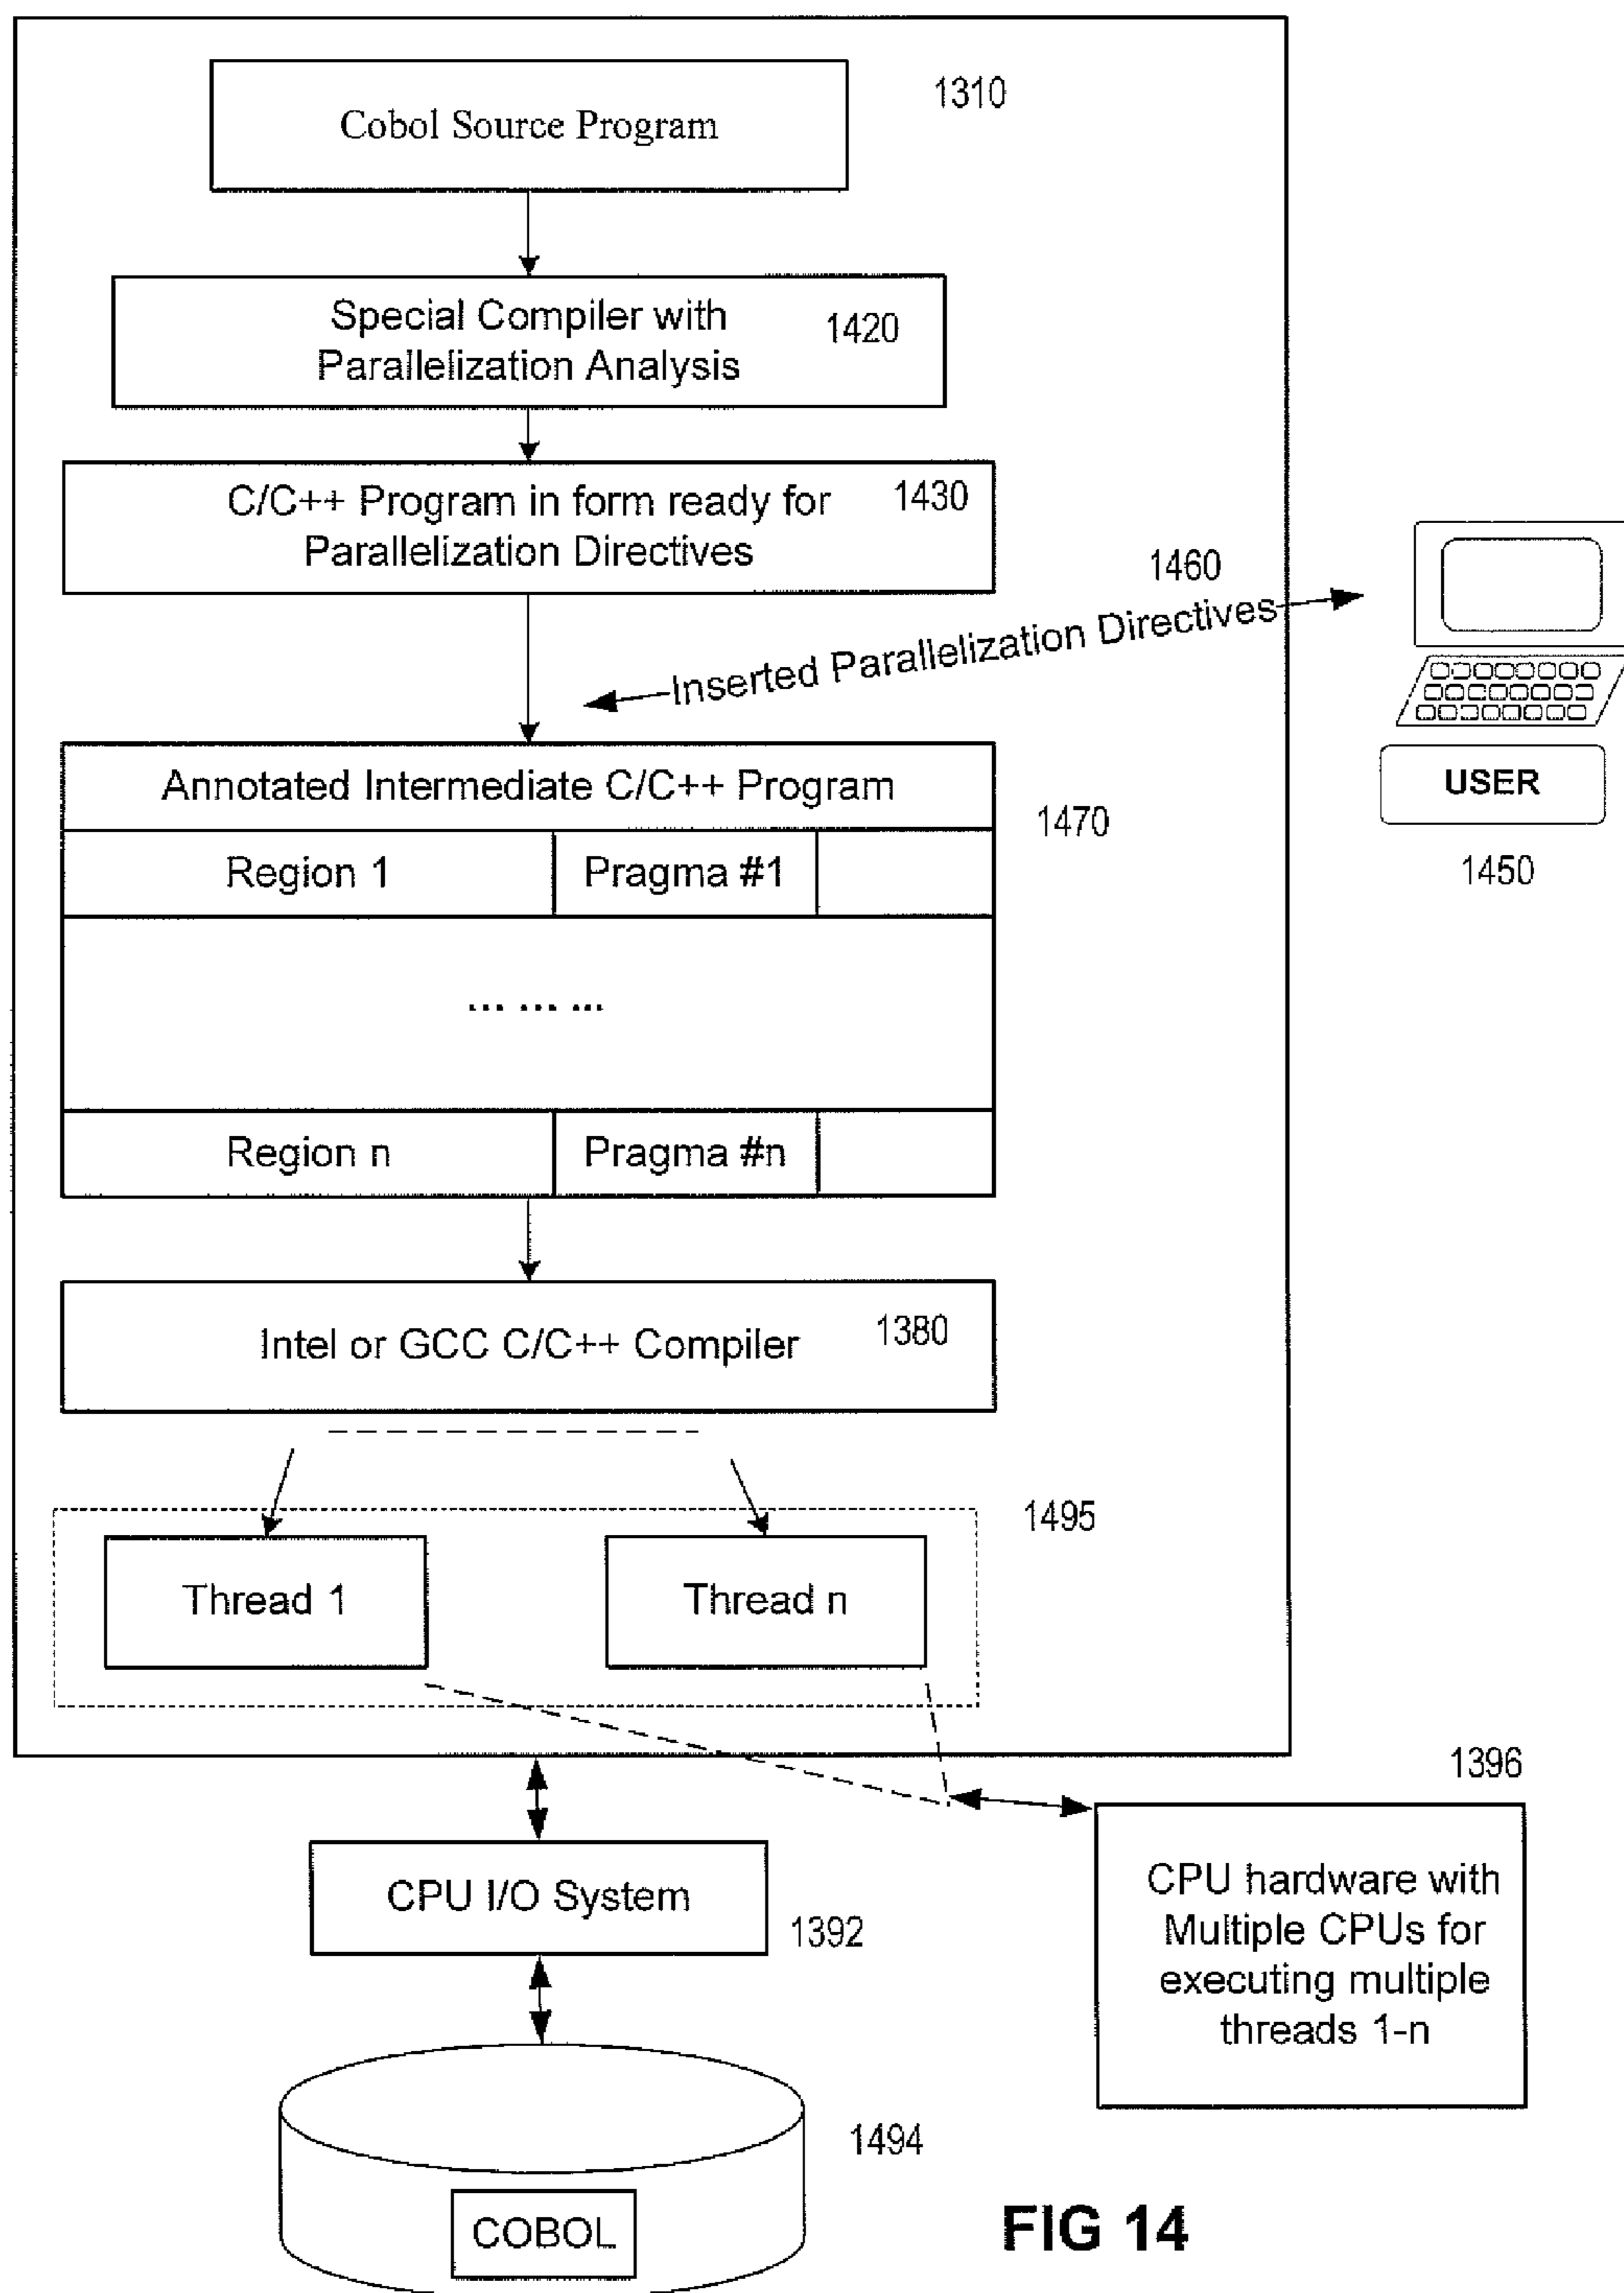 Cobol Source Program
1310
Special Compiler with
Parallelization Analysis
1420
C/C++ Program in form ready for
Parallelization Directives
1430
1460
Inserted Parallelization Directives
USER
1450
Annotated Intermediate C/C++ Program
1470
Region 1
Pragma #1
... ... ...
Region n
Pragma #n
Intel or GCC C/C++ Compiler
1380
1495
Thread 1
Thread n
1396
CPU hardware with
Multiple CPUs for
executing multiple
threads 1-n
CPU I/O System
1392
1494
COBOL
FIG 14